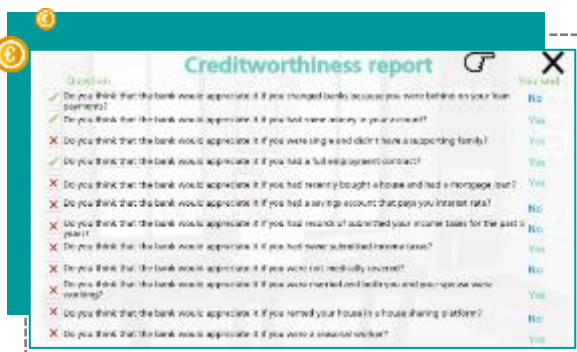 Creditworthiness report
Question You said
Do you think that the bank would appreciate it if you changed banks because you were behind on your loan No
payments?
Do you think that the bank would appreciate it if you had some money in your account? Yes
Do you think that the bank would appreciate it if you were single and didn't have a supporting family? Yes
Do you think that the bank would appreciate it if you had a full employment contract? Yes
Do you think that the bank would appreciate it if you had recently bought a house and had a mortgage loan? Yes
Do you think that the bank would appreciate it if you had a savings account that pays you interest rate? No
Do you think that the bank would appreciate it if you had records of submitted your income taxes for the past 5 No
years?
Do you think that the bank would appreciate it if you had never submitted income taxes? Yes
Do you think that the bank would appreciate it if you were not medically covered? No
Do you think that the bank would appreciate it if you were married and both you and your spouse were Yes
working?
Do you think that the bank would appreciate it if you rented your house in a house sharing platform? No
Do you think that the bank would appreciate it if you were a seasonal worker? Yes